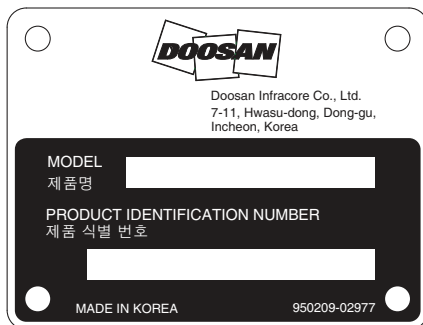 DOOSAN
Doosan Infracore Co., Ltd.
7-11, Hwasu-dong, Dong-gu,
Incheon, Korea
MODEL
제품명
PRODUCT IDENTIFICATION NUMBER
제품 식별 번호
MADE IN KOREA 950209-02977